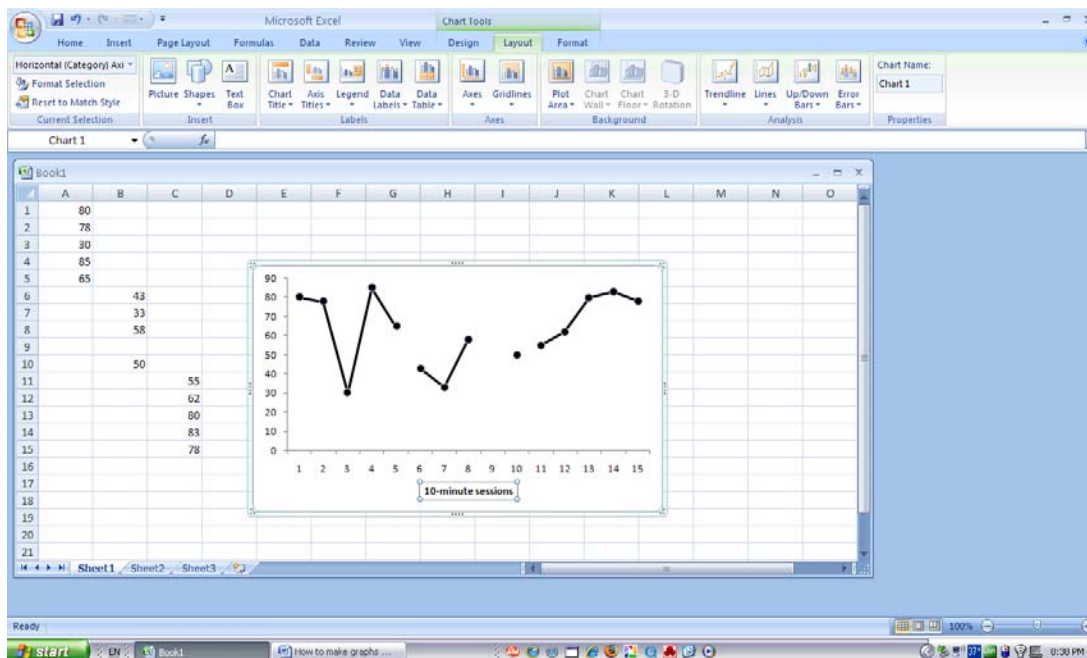 Microsoft Excel
Chart Tools
Home Insert Page Layout Formulas Data Review View Design Layout Format
Horizontal (Category) Axi
Format Selection
Reset to Match Style
Current Selection
Picture Shapes Text Box
Insert
Chart Title Axis Titles Legend Data Labels Data Table
Labels
Axes Gridlines
Axes
Plot Area Chart Wall Chart Floor 3-D Rotation
Background
Trendline Lines Up/Down Bars Error Bars
Analysis
Chart Name:
Chart 1
Properties
Chart 1 fx
Book1
A B C D E F G H I J K L M N O
1 80
2 78
3 30
4 85
5 65
6 43
7 33
8 58
9
10 50
11 55
12 62
13 80
14 83
15 78
16
17
18
19
20
21
90
80
70
60
50
40
30
20
10
0
1 2 3 4 5 6 7 8 9 10 11 12 13 14 15
10-minute sessions
Sheet1 Sheet2 Sheet3
Ready
100%
start EN Book1 How to make graphs ... 37° 8:38 PM